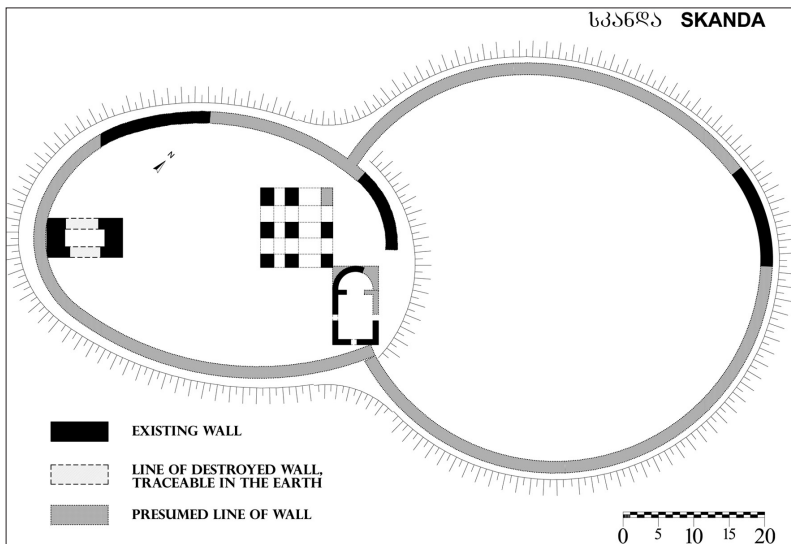 სკანდა SKANDA
N
EXISTING WALL
LINE OF DESTROYED WALL,
TRACEABLE IN THE EARTH
PRESUMED LINE OF WALL
0 5 10 15 20